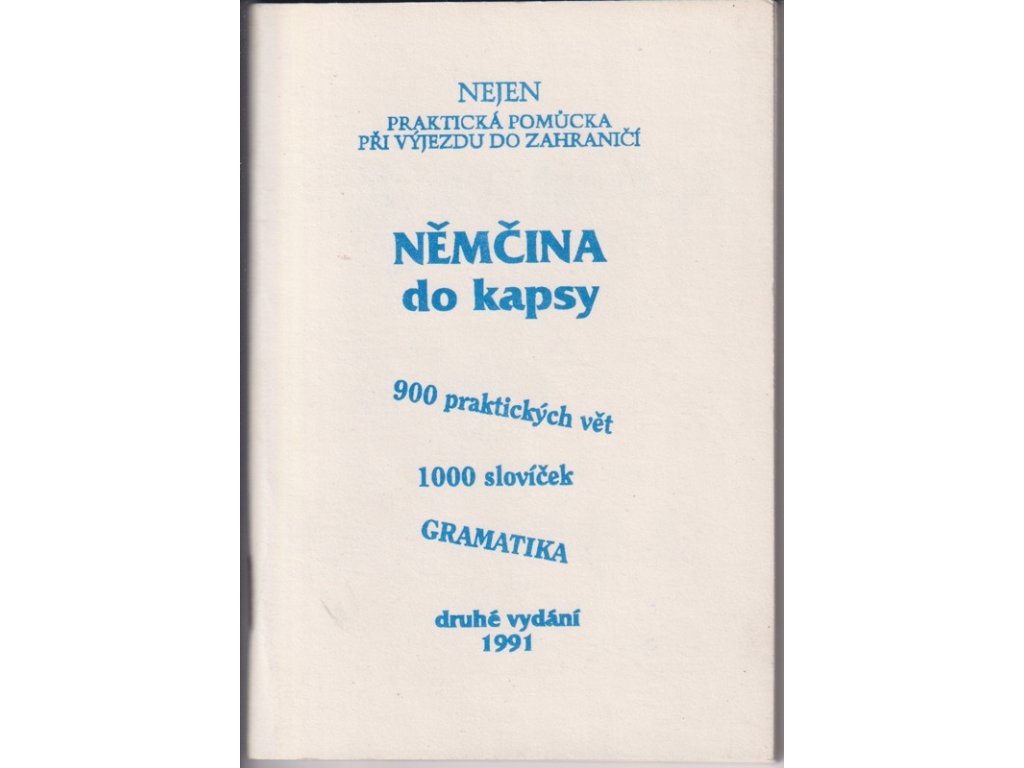 NEJEN
PRAKTICKÁ POMŮCKA
PŘI VÝJEZDU DO ZAHRANIČÍ
NĚMČINA
do kapsy
900 praktických vět
1000 slovíček
GRAMATIKA
druhé vydání
1991